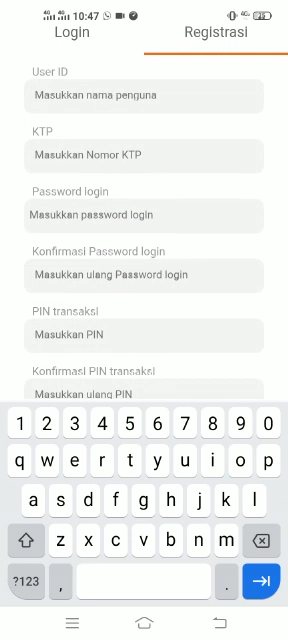 10:47
Login Registrasi
User ID
Masukkan nama penguna
KTP
Masukkan Nomor KTP
Password login
Masukkan password login
Konfirmasi Password login
Masukkan ulang Password login
PIN transaksi
Masukkan PIN
Konfirmasi PIN transaksi
Masukkan ulang PIN
1 2 3 4 5 6 7 8 9 0
q w e r t y u i o p
a s d f g h j k l
z x c v b n m
?123 , .